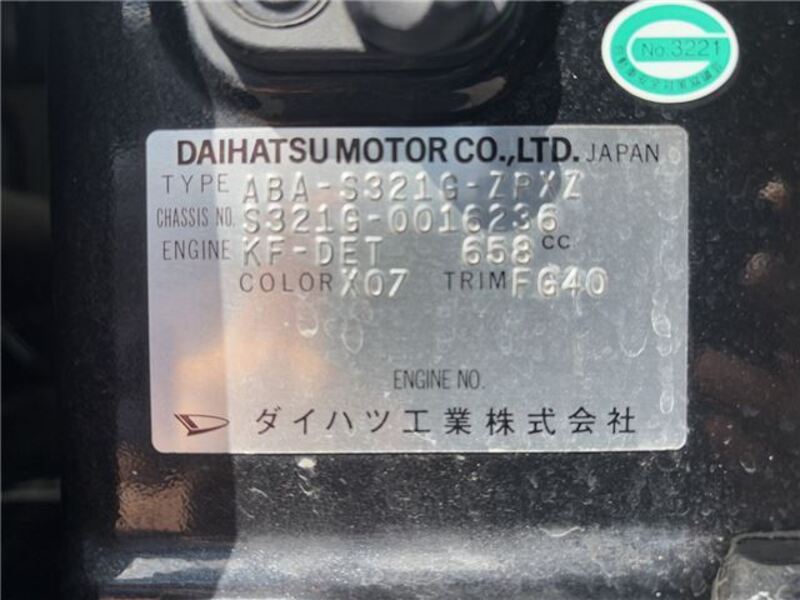 No.3221
DAIHATSU MOTOR CO.,LTD. JAPAN
TYPE ABA-S321G-ZPXZ
CHASSIS NO. S321G-0016236
ENGINE KF-DET 658 CC
COLOR X07 TRIM FG40
ENGINE NO.
ダイハツ工業株式会社